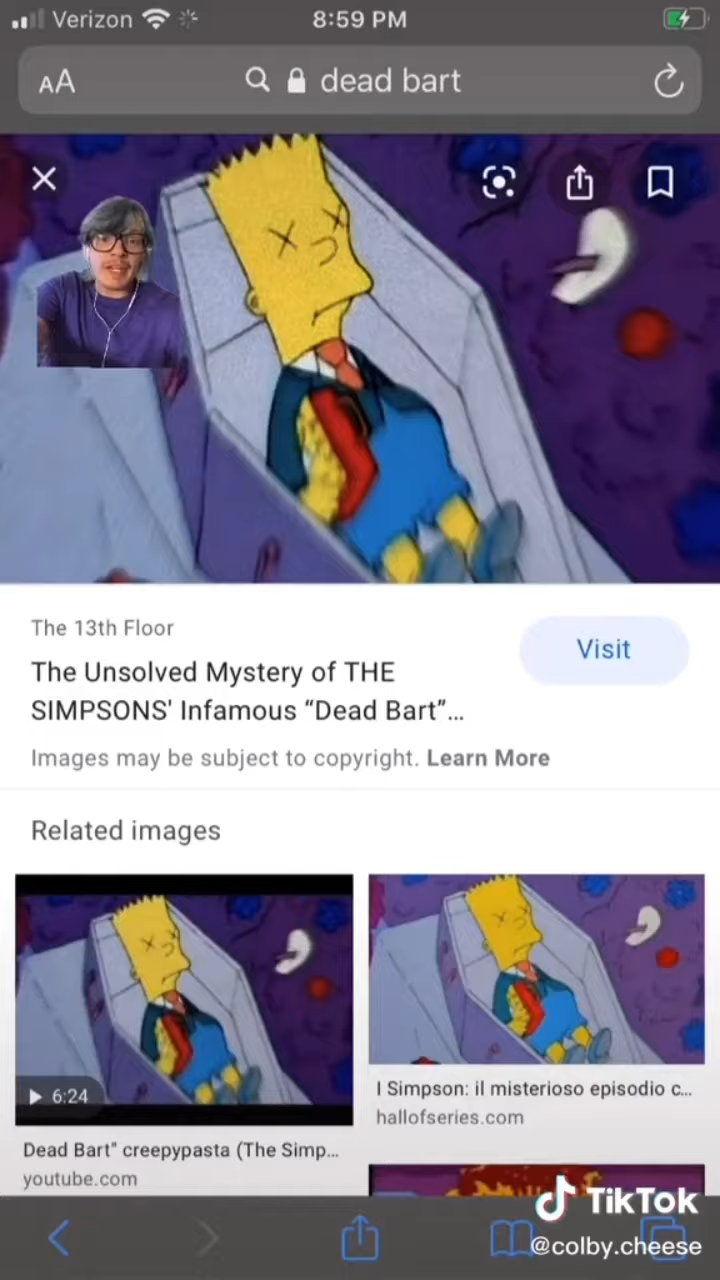 Verizon
8:59 PM
AA
dead bart
The 13th Floor
Visit
The Unsolved Mystery of THE
SIMPSONS' Infamous “Dead Bart”...
Images may be subject to copyright. Learn More
Related images
6:24
Dead Bart" creepypasta (The Simp...
youtube.com
I Simpson: il misterioso episodio c...
hallofseries.com
TikTok
@colby.cheese